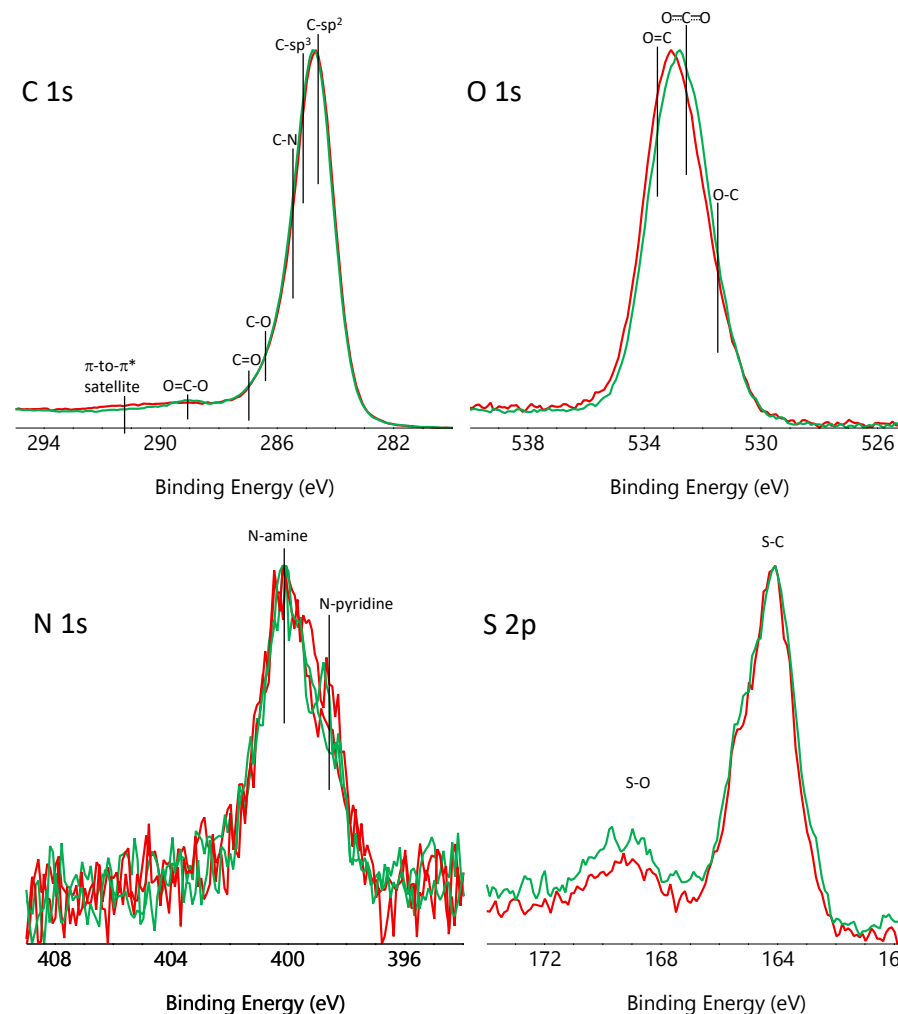 C 1s
C-sp³
C-sp²
C-N
C-O
C=O
O=C-O
π-to-π*
satellite
294 290 286 282
Binding Energy (eV)
O 1s
O=C
O=C=O
O-C
538 534 530 526
Binding Energy (eV)
N 1s
N-amine
N-pyridine
408 404 400 396
Binding Energy (eV)
S 2p
S-C
S-O
172 168 164 16
Binding Energy (eV)